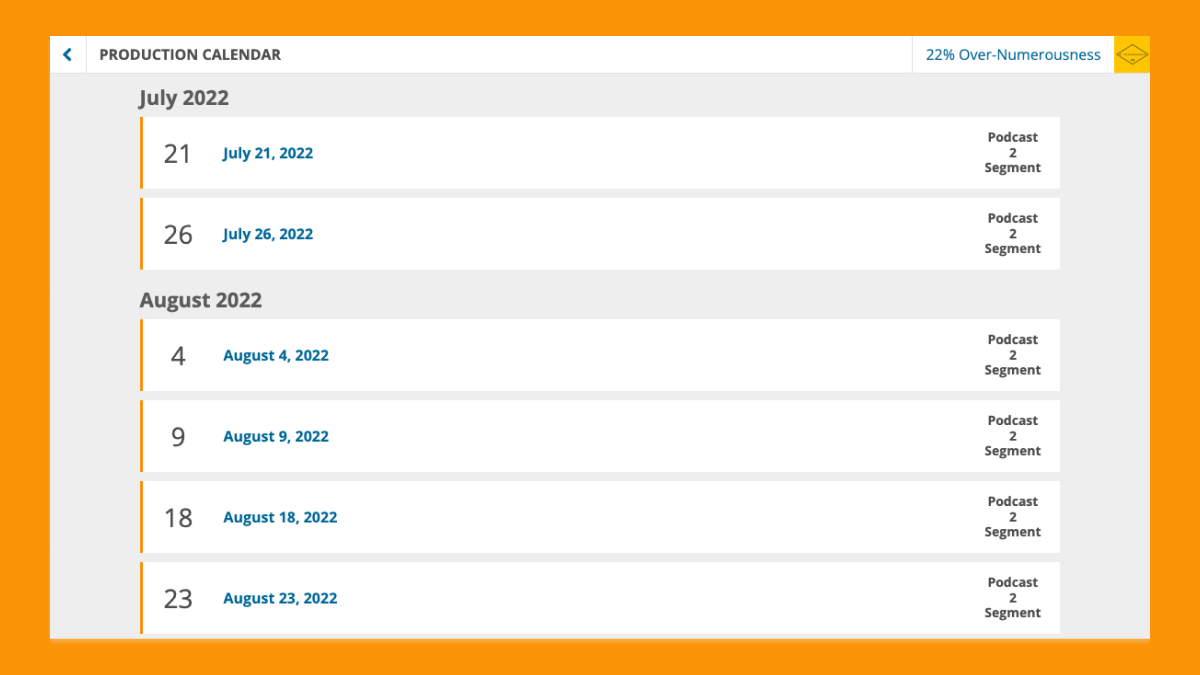 PRODUCTION CALENDAR
22% Over-Numerousness
July 2022
21
July 21, 2022
Podcast
2
Segment
26
July 26, 2022
Podcast
2
Segment
August 2022
4
August 4, 2022
Podcast
2
Segment
9
August 9, 2022
Podcast
2
Segment
18
August 18, 2022
Podcast
2
Segment
23
August 23, 2022
Podcast
2
Segment